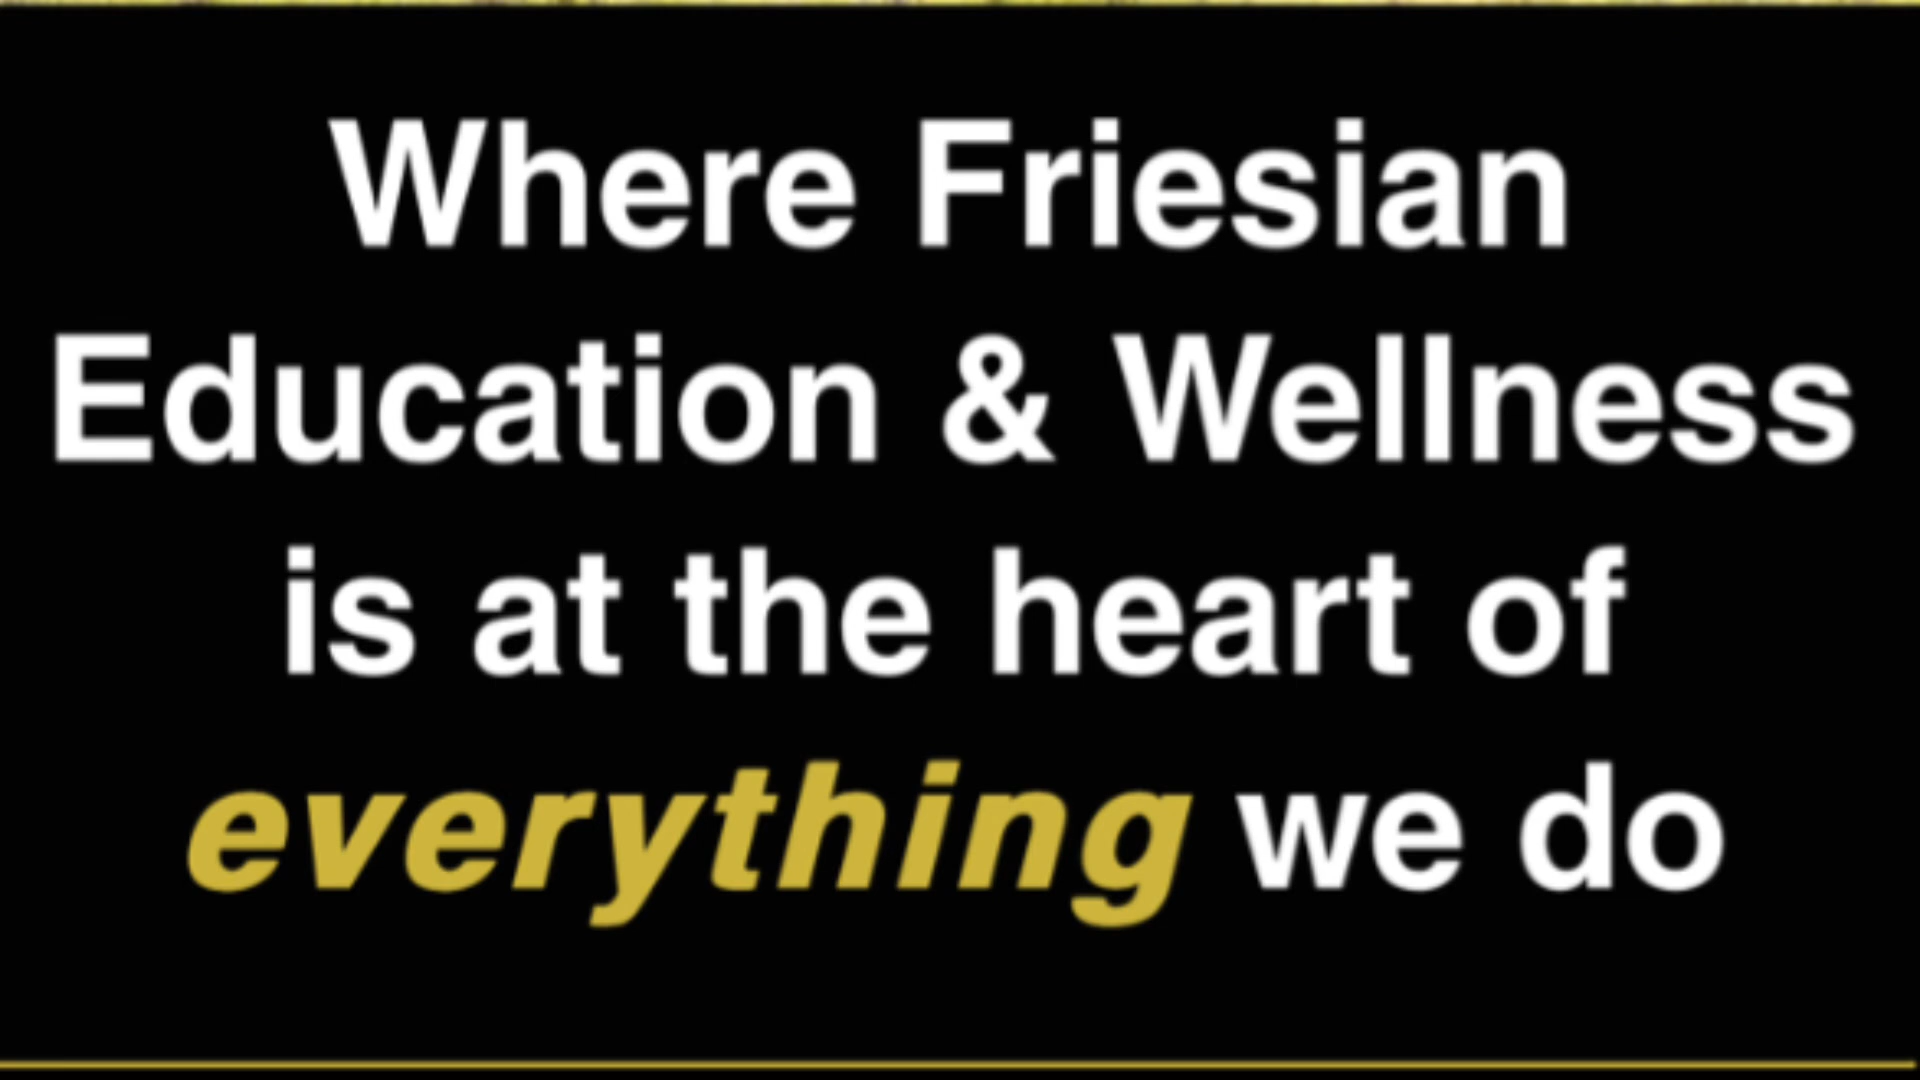 Where Friesian
Education & Wellness
is at the heart of
everything we do